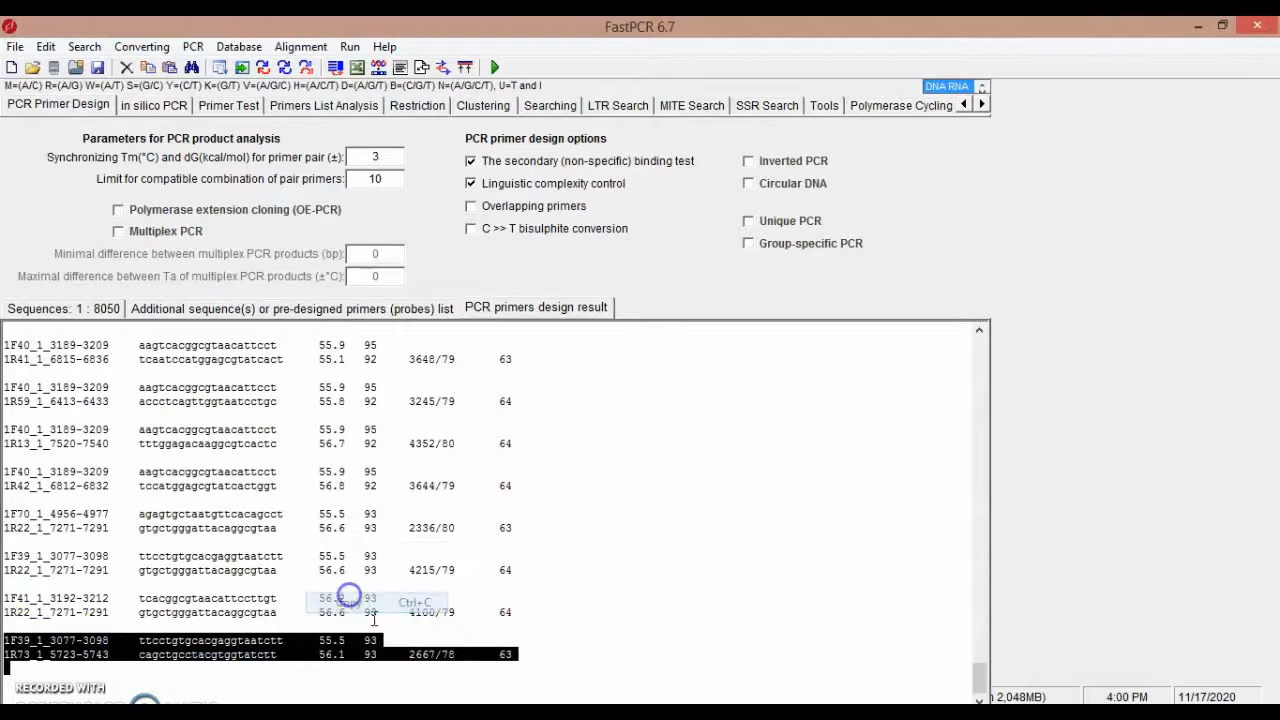 FastPCR 6.7
File Edit Search Converting PCR Database Alignment Run Help
M=(A/C) R=(A/G) W=(A/T) S=(G/C) Y=(C/T) K=(G/T) V=(A/G/C) H=(A/C/T) D=(A/G/T) B=(C/G/T) N=(A/G/C/T), U=T and I
DNA RNA
PCR Primer Design in silico PCR Primer Test Primers List Analysis Restriction Clustering Searching LTR Search MITE Search SSR Search Tools Polymerase Cycling
Parameters for PCR product analysis
Synchronizing Tm(°C) and dG(kcal/mol) for primer pair (±): 3
Limit for compatible combination of pair primers: 10
Polymerase extension cloning (OE-PCR)
Multiplex PCR
Minimal difference between multiplex PCR products (bp): 0
Maximal difference between Ta of multiplex PCR products (±°C): 0
PCR primer design options
The secondary (non-specific) binding test
Linguistic complexity control
Overlapping primers
C >> T bisulphite conversion
Inverted PCR
Circular DNA
Unique PCR
Group-specific PCR
Sequences: 1 : 8050 Additional sequence(s) or pre-designed primers (probes) list PCR primers design result
1F40_1_3189-3209 aagtcacggcgtaacattcct 55.9 95
1R41_1_6815-6836 tcaatccatggagcgtatcact 55.1 92 3648/79 63
1F40_1_3189-3209 aagtcacggcgtaacattcct 55.9 95
1R59_1_6413-6433 accctcagttggtaatcctgc 55.8 92 3245/79 64
1F40_1_3189-3209 aagtcacggcgtaacattcct 55.9 95
1R13_1_7520-7540 tttggagacaaggcgtcactc 56.7 92 4352/80 64
1F40_1_3189-3209 aagtcacggcgtaacattcct 55.9 95
1R42_1_6812-6832 tccatggagcgtatcactggt 56.8 92 3644/79 64
1F70_1_4956-4977 agagtgctaatgttcacagcct 55.5 93
1R22_1_7271-7291 gtgctgggattacaggcgtaa 56.6 93 2336/80 63
1F39_1_3077-3098 ttcctgtgcacgaggtaatctt 55.5 93
1R22_1_7271-7291 gtgctgggattacaggcgtaa 56.6 93 4215/79 64
1F41_1_3192-3212 tcacggcgtaacattccttgt 93
Ctrl+C
1R22_1_7271-7291 gtgctgggattacaggcgtaa 56.6 4100/79 64
1F39_1_3077-3098 ttcctgtgcacgaggtaatctt 55.5 93
1R73_1_5723-5743 cagctgcctacgtggtatctt 56.1 93 2667/78 63
RECORDED WITH
2,048MB) 4:00 PM 11/17/2020